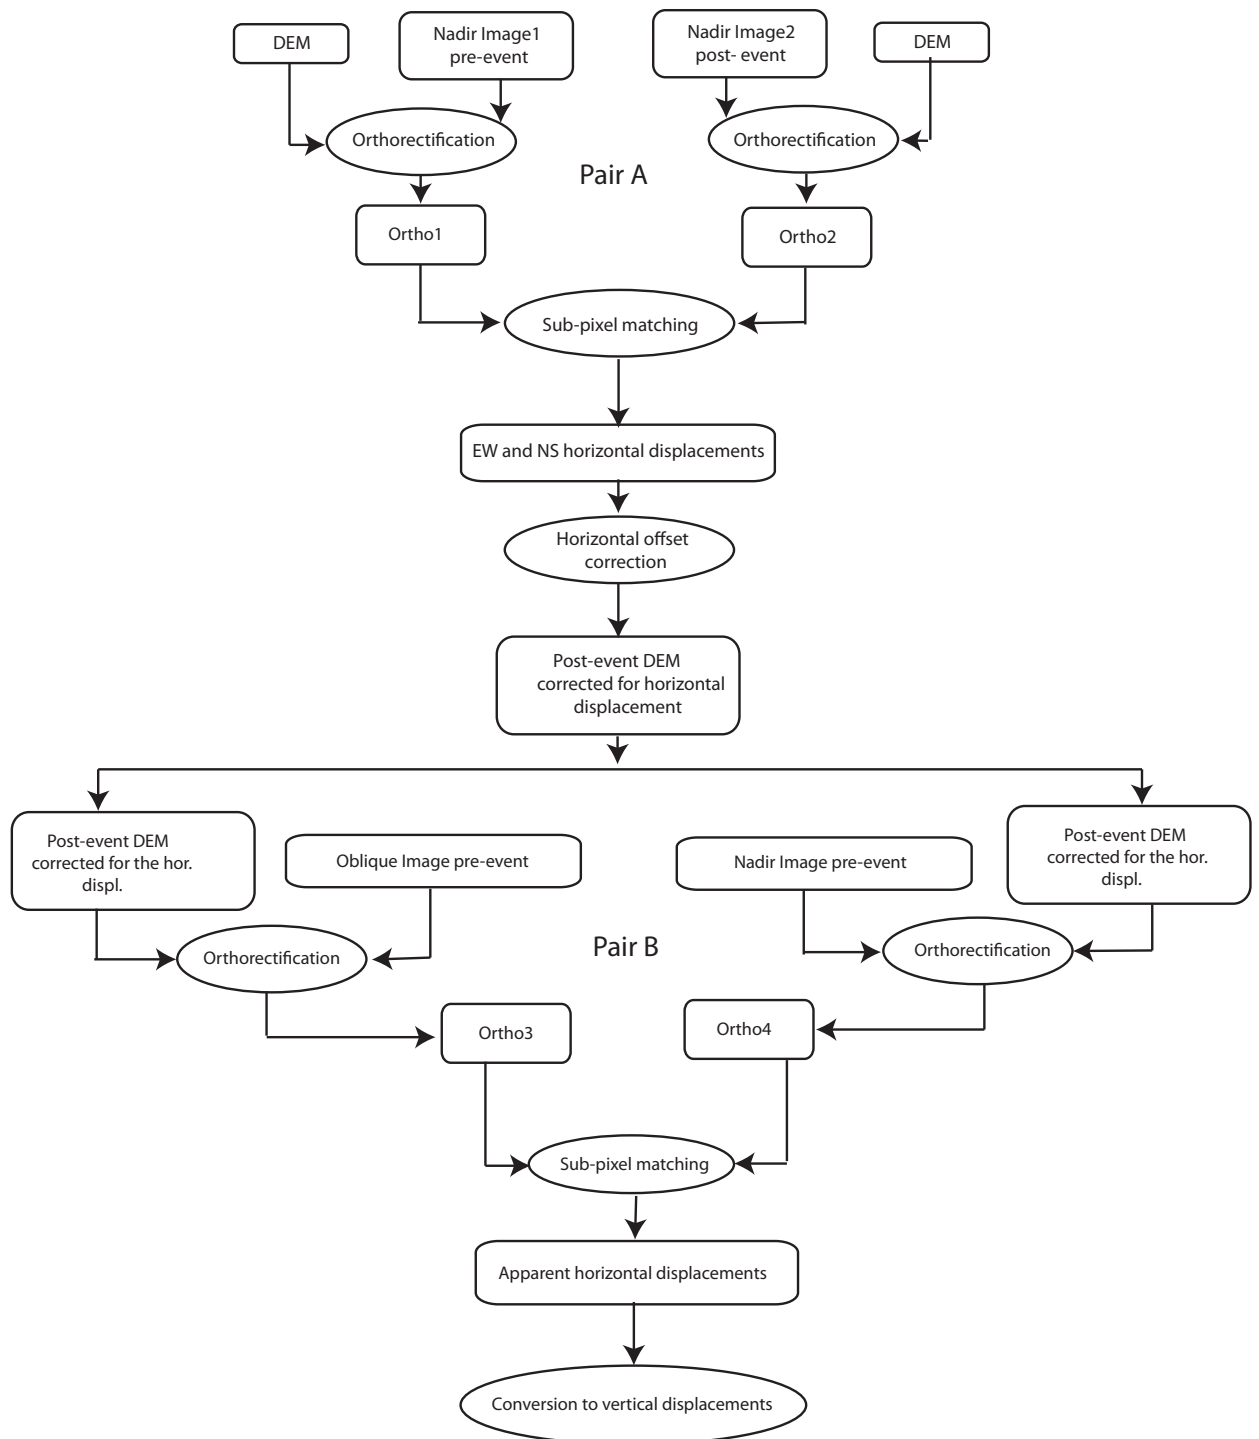 DEM
Nadir Image1
pre-event
Nadir Image2
post- event
DEM
Orthorectification
Orthorectification
Pair A
Ortho1
Ortho2
Sub-pixel matching
EW and NS horizontal displacements
Horizontal offset
correction
Post-event DEM
corrected for horizontal
displacement
Post-event DEM
corrected for the hor.
displ.
Oblique Image pre-event
Nadir Image pre-event
Post-event DEM
corrected for the hor.
displ.
Orthorectification
Pair B
Orthorectification
Ortho3
Ortho4
Sub-pixel matching
Apparent horizontal displacements
Conversion to vertical displacements